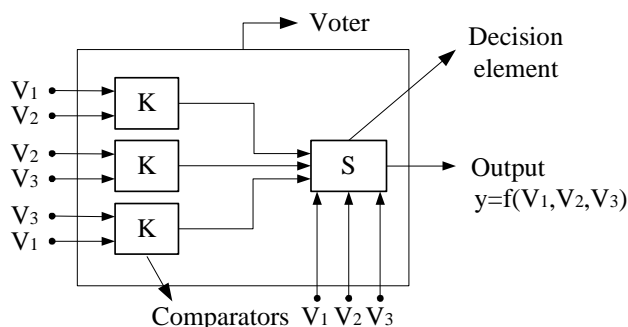 Voter
Decision
element
V1
V2
K
V2
V3
K
S
Output
y=f(V1,V2,V3)
V3
V1
K
Comparators
V1 V2 V3